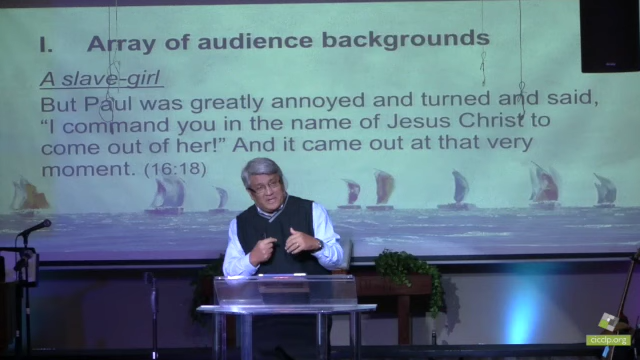 I. Array of audience backgrounds
A slave-girl
But Paul was greatly annoyed and turned and said,
“I command you in the name of Jesus Christ to
come out of her!” And it came out at that very
moment. (16:18)
ciccdp.org